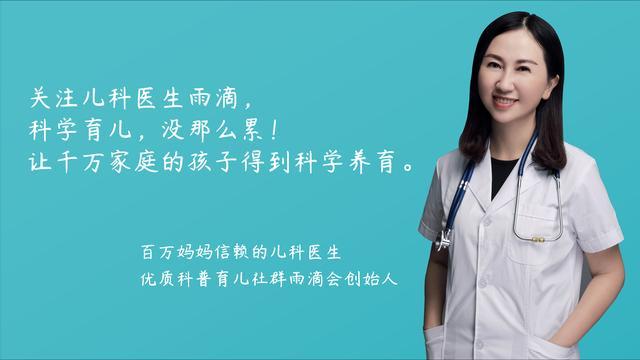 关注儿科医生雨滴，
科学育儿，没那么累！
让千万家庭的孩子得到科学养育。
百万妈妈信赖的儿科医生
优质科普育儿社群雨滴会创始人